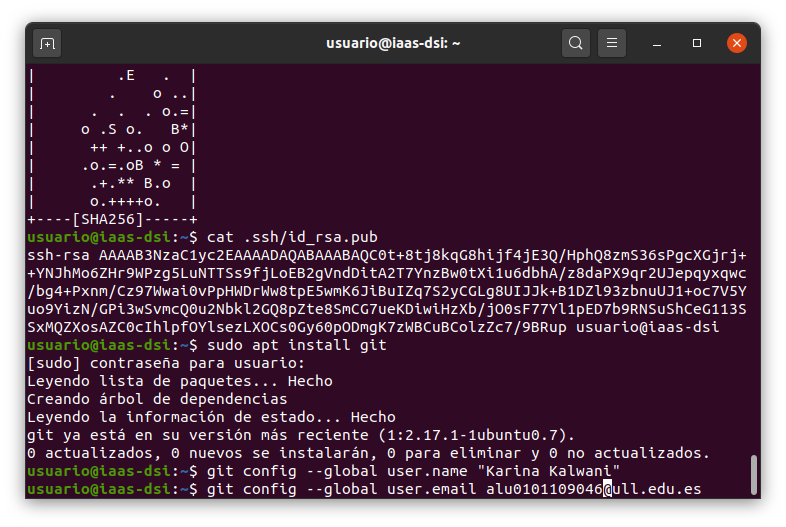 usuario@iaas-dsi: ~
|          .E   .  |
|         .    o ..|
|       .  .  . o.=|
|      o .S o.   B*|
|       ++ +..o o O|
|      .o.=.oB * = |
|       .+.** B.o  |
|       o.++++o.   |
+----[SHA256]-----+
usuario@iaas-dsi:~$ cat .ssh/id_rsa.pub
ssh-rsa AAAAB3NzaC1yc2EAAAADAQABAAABAQC0t+8tj8kqG8hijf4jE3Q/HphQ8zmS36sPgcXGjrj+
+YNJhMo6ZHr9WPzg5LuNTTSs9fjLoEB2gVndDitA2T7YnzBw0tXi1u6dbhA/z8daPX9qr2UJepqyxqwc
/bg4+Pxnm/Cz97Wwai0vPpHWDrWw8tpE5wmK6JiBuIZq7S2yCGLg8UIJJk+B1DZl93zbnuUJ1+oc7V5Y
uo9YizN/GPi3wSvmcQ0u2Nbkl2GQ8pZte8SmCG7ueKDiwiHzXb/jO0sF77Yl1pED7b9RNSuShCeG113S
SxMQZXosAZC0cIhlpfOYlsezLXOCs0Gy60pODmgK7zWBCuBColzZc7/9BRup usuario@iaas-dsi
usuario@iaas-dsi:~$ sudo apt install git
[sudo] contraseña para usuario:
Leyendo lista de paquetes... Hecho
Creando árbol de dependencias
Leyendo la información de estado... Hecho
git ya está en su versión más reciente (1:2.17.1-1ubuntu0.7).
0 actualizados, 0 nuevos se instalarán, 0 para eliminar y 0 no actualizados.
usuario@iaas-dsi:~$ git config --global user.name "Karina Kalwani"
usuario@iaas-dsi:~$ git config --global user.email alu0101109046@ull.edu.es